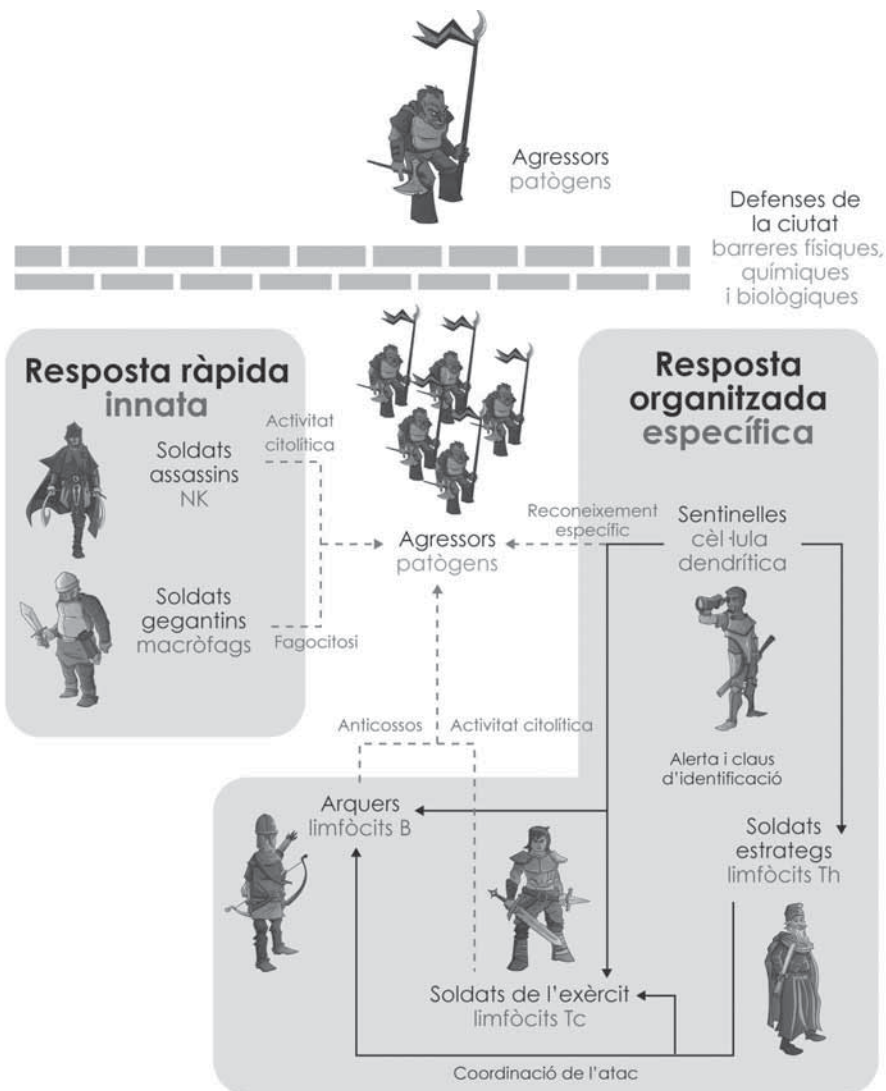 Agressors
patògens
Defenses de
la ciutat
barreres físiques,
químiques
i biològiques
Resposta ràpida
innata
Activitat
citolítica
Soldats
assassins
NK
Soldats
gegantins
macròfags
Fagocitosi
Agressors
patògens
Resposta
organitzada
específica
Reconeixement
específic
Sentinelles
cèl·lula
dendrítica
Alerta i claus
d'identificació
Anticossos
Activitat citolítica
Arquers
limfòcits B
Soldats
estrategs
limfòcits Th
Soldats de l'exèrcit
limfòcits Tc
Coordinació de l'atac